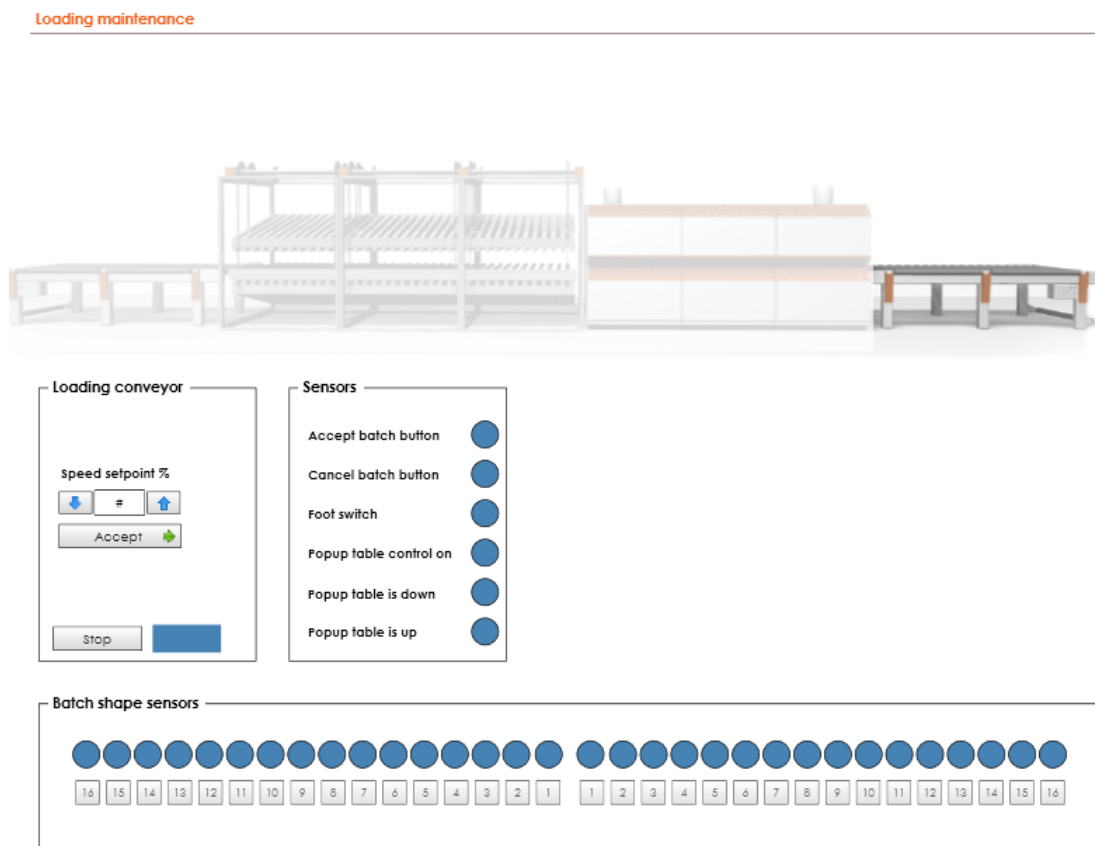 Loading maintenance
Loading conveyor
Speed setpoint %
#
Accept
Stop
Sensors
Accept batch button
Cancel batch button
Foot switch
Popup table control on
Popup table is down
Popup table is up
Batch shape sensors
16 15 14 13 12 11 10 9 8 7 6 5 4 3 2 1 1 2 3 4 5 6 7 8 9 10 11 12 13 14 15 16